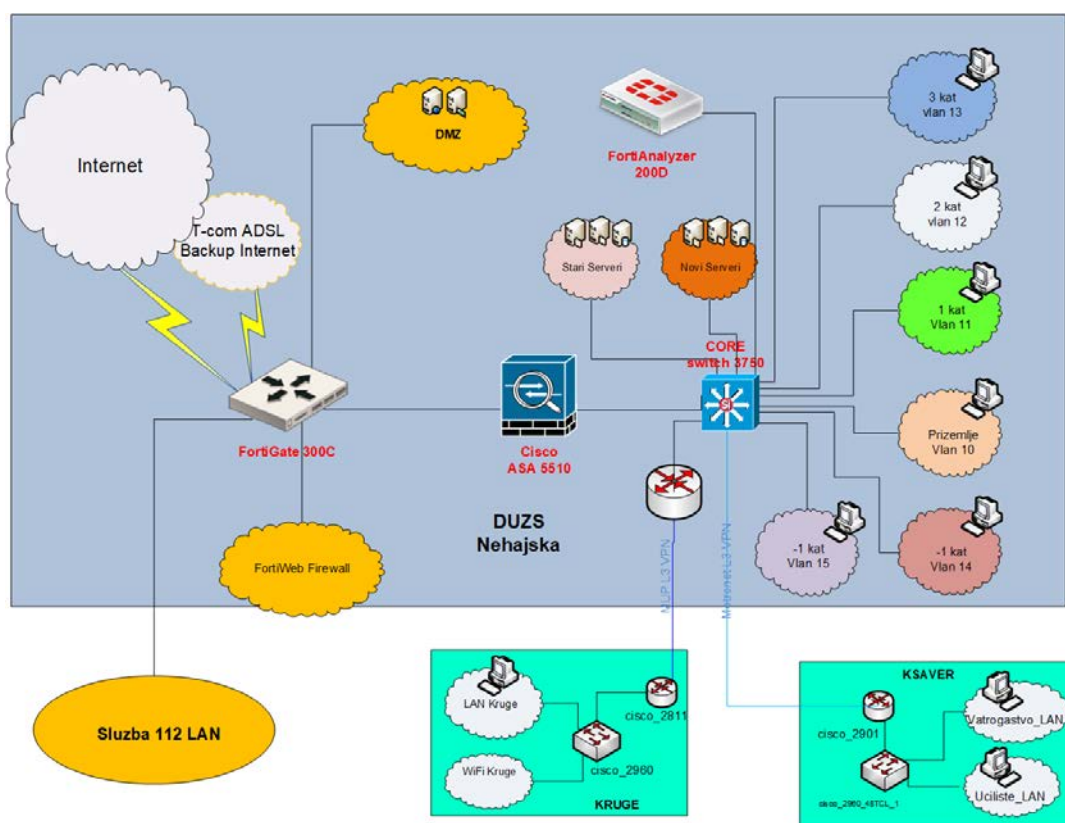 Internet
T-com ADSL
Backup Internet
DMZ
FortiAnalyzer
200D
3 kat
vlan 13
2 kat
vlan 12
Stari Serveri
Novi Serveri
1 kat
Vlan 11
CORE
switch 3750
SI
FortiGate 300C
Cisco
ASA 5510
Prizemlje
Vlan 10
DUZS
Nehajska
-1 kat
Vlan 15
-1 kat
Vlan 14
FortiWeb Firewall
L3 VPN
L3 VPN
Sluzba 112 LAN
LAN Kruge
cisco_2811
WiFi Kruge
cisco_2960
KRUGE
KSAVER
cisco_2901
Vatrogastvo_LAN
cisco_2960_48TCL_1
Uciliste_LAN